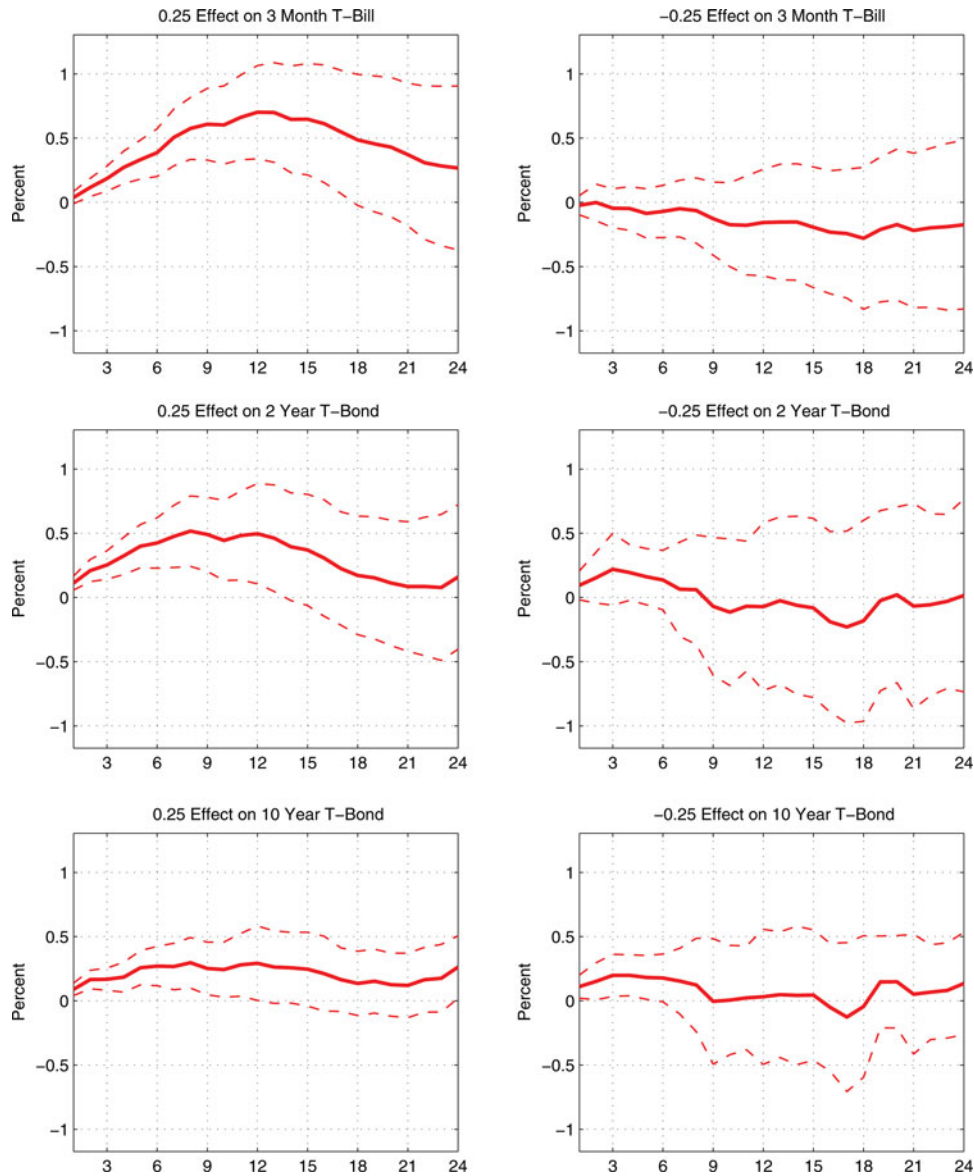 0.25 Effect on 3 Month T−Bill
Percent
1
0.5
0
−0.5
−1
3 6 9 12 15 18 21 24
−0.25 Effect on 3 Month T−Bill
Percent
1
0.5
0
−0.5
−1
3 6 9 12 15 18 21 24
0.25 Effect on 2 Year T−Bond
Percent
1
0.5
0
−0.5
−1
3 6 9 12 15 18 21 24
−0.25 Effect on 2 Year T−Bond
Percent
1
0.5
0
−0.5
−1
3 6 9 12 15 18 21 24
0.25 Effect on 10 Year T−Bond
Percent
1
0.5
0
−0.5
−1
3 6 9 12 15 18 21 24
−0.25 Effect on 10 Year T−Bond
Percent
1
0.5
0
−0.5
−1
3 6 9 12 15 18 21 24